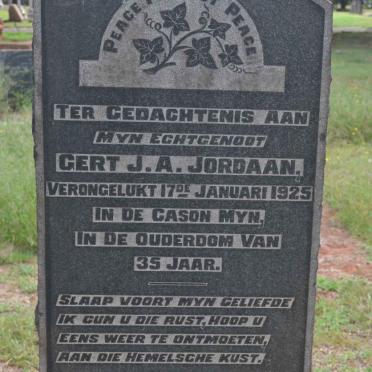 PEACE PERFECT PEACE
TER GEDACHTENIS AAN
MYN ECHTGENOOT
GERT J.A. JORDAAN,
VERONGELUKT 17DE JANUARI 1925
IN DE CASON MYN,
IN DE OUDERDOM VAN
35 JAAR.
SLAAP VOORT MYN GELIEFDE
IK GUN U DIE RUST, HOOP U
EENS WEER TE ONTMOETEN,
AAN DIE HEMELSCHE KUST.